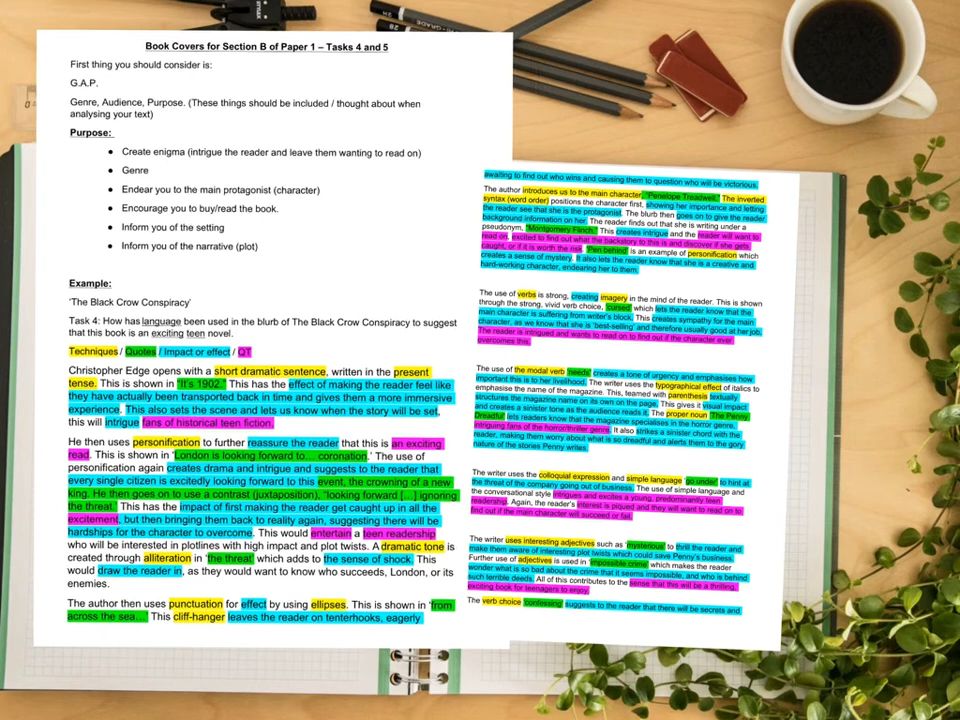 Book Covers for Section B of Paper 1 – Tasks 4 and 5
First thing you should consider is:
G.A.P.
Genre, Audience, Purpose. (These things should be included / thought about when
analysing your text)
Purpose:
● Create enigma (intrigue the reader and leave them wanting to read on)
● Genre
● Endear you to the main protagonist (character)
● Encourage you to buy/read the book.
● Inform you of the setting
● Inform you of the narrative (plot)
Example:
'The Black Crow Conspiracy'
Task 4: How has language been used in the blurb of The Black Crow Conspiracy to suggest
that this book is an exciting teen novel.
Techniques / Quotes / Impact or effect / QT
Christopher Edge opens with a short dramatic sentence, written in the present
tense. This is shown in "It's 1902." This has the effect of making the reader feel like
they have actually been transported back in time and gives them a more immersive
experience. This also sets the scene and lets us know when the story will be set,
this will intrigue fans of historical teen fiction.
He then uses personification to further reassure the reader that this is an exciting
read. This is shown in 'London is looking forward to… coronation.' The use of
personification again creates drama and intrigue and suggests to the reader that
every single citizen is excitedly looking forward to this event, the crowning of a new
king. He then goes on to use a contrast (juxtaposition), "looking forward […] ignoring
the threat.' This has the impact of first making the reader get caught up in all the
excitement, but then bringing them back to reality again, suggesting there will be
hardships for the character to overcome. This would entertain a teen readership
who will be interested in plotlines with high impact and plot twists. A dramatic tone is
created through alliteration in 'the threat' which adds to the sense of shock. This
would draw the reader in, as they would want to know who succeeds, London, or its
enemies.
The author then uses punctuation for effect by using ellipses. This is shown in 'from
across the sea…' This cliff-hanger leaves the reader on tenterhooks, eagerly
awaiting to find out who wins and causing them to question who will be victorious.
The author introduces us to the main character, "Penelope Treadwell." The inverted
syntax (word order) positions the character first, showing her importance and letting
the reader see that she is the protagonist. The blurb then goes on to give the reader
background information on her. The reader finds out that she is writing under a
pseudonym, "Montgomery Flinch." This creates intrigue and the reader will want to
read on, excited to find out what the backstory to this is and discover if she gets
caught, or if it is worth the risk. 'Pen behind' is an example of personification which
creates a sense of mystery. It also lets the reader know that she is a creative and
hard-working character, endearing her to them.
The use of verbs is strong, creating imagery in the mind of the reader. This is shown
through the strong, vivid verb choice, 'cursed' which lets the reader know that the
main character is suffering from writer's block. This creates sympathy for the main
character, as we know that she is 'best-selling' and therefore usually good at her job.
The reader is intrigued and wants to read on to find out if the character ever
overcomes this.
The use of the modal verb 'needs' creates a tone of urgency and emphasises how
important this is to her livelihood. The writer uses the typographical effect of italics to
emphasise the name of the magazine. This, teamed with parenthesis textually
structures the magazine name on its own on the page. This gives it visual impact
and creates a sinister tone as the audience reads it. The proper noun 'The Penny
Dreadful' lets readers know that the magazine specialises in the horror genre,
intriguing fans of the horror/thriller genre. It also strikes a sinister chord with the
reader, making them worry about what is so dreadful and alerts them to the gory
nature of the stories Penny writes.
The writer uses the colloquial expression and simple language 'go under' to hint at
the threat of the company going out of business. The use of simple language and
the conversational style intrigues and excites a young, predominantly teen
readership. Again, the reader's interest is piqued and they will want to read on to
find out if the main character will succeed or fail.
The writer uses interesting adjectives such as 'mysterious' to thrill the reader and
make them aware of interesting plot twists which could save Penny's business.
Further use of adjectives is used in 'impossible crime' which makes the reader
wonder what is so bad about the crime that it seems impossible, and who is behind
such terrible deeds. All of this contributes to the sense that this will be a thrilling,
exciting book for teenagers to enjoy.
The verb choice 'confessing' suggests to the reader that there will be secrets and